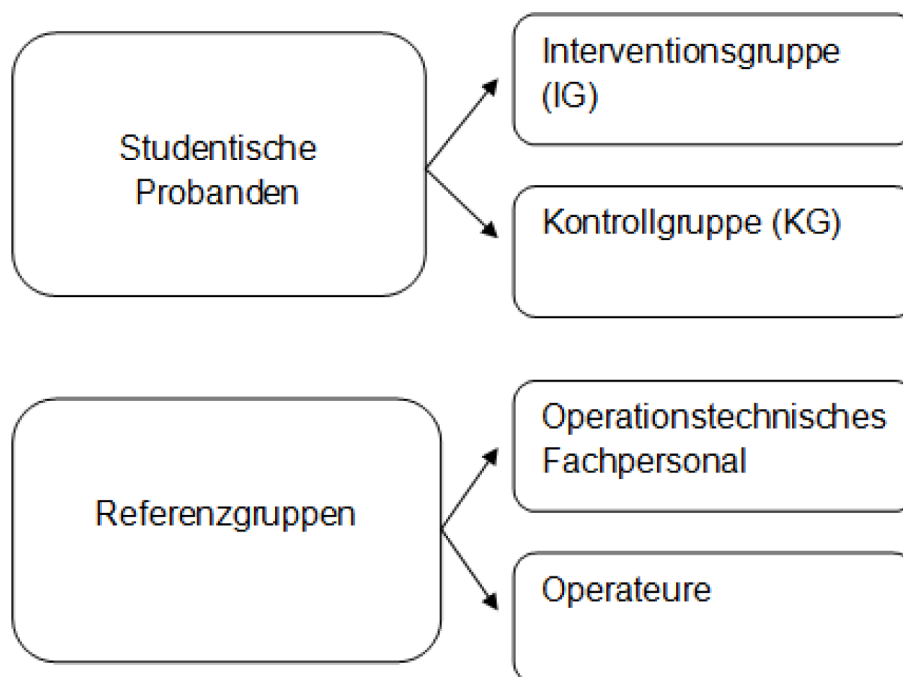 Studentische
Probanden
Interventionsgruppe
(IG)
Kontrollgruppe (KG)
Referenzgruppen
Operationstechnisches
Fachpersonal
Operateure